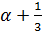 α + 1/3